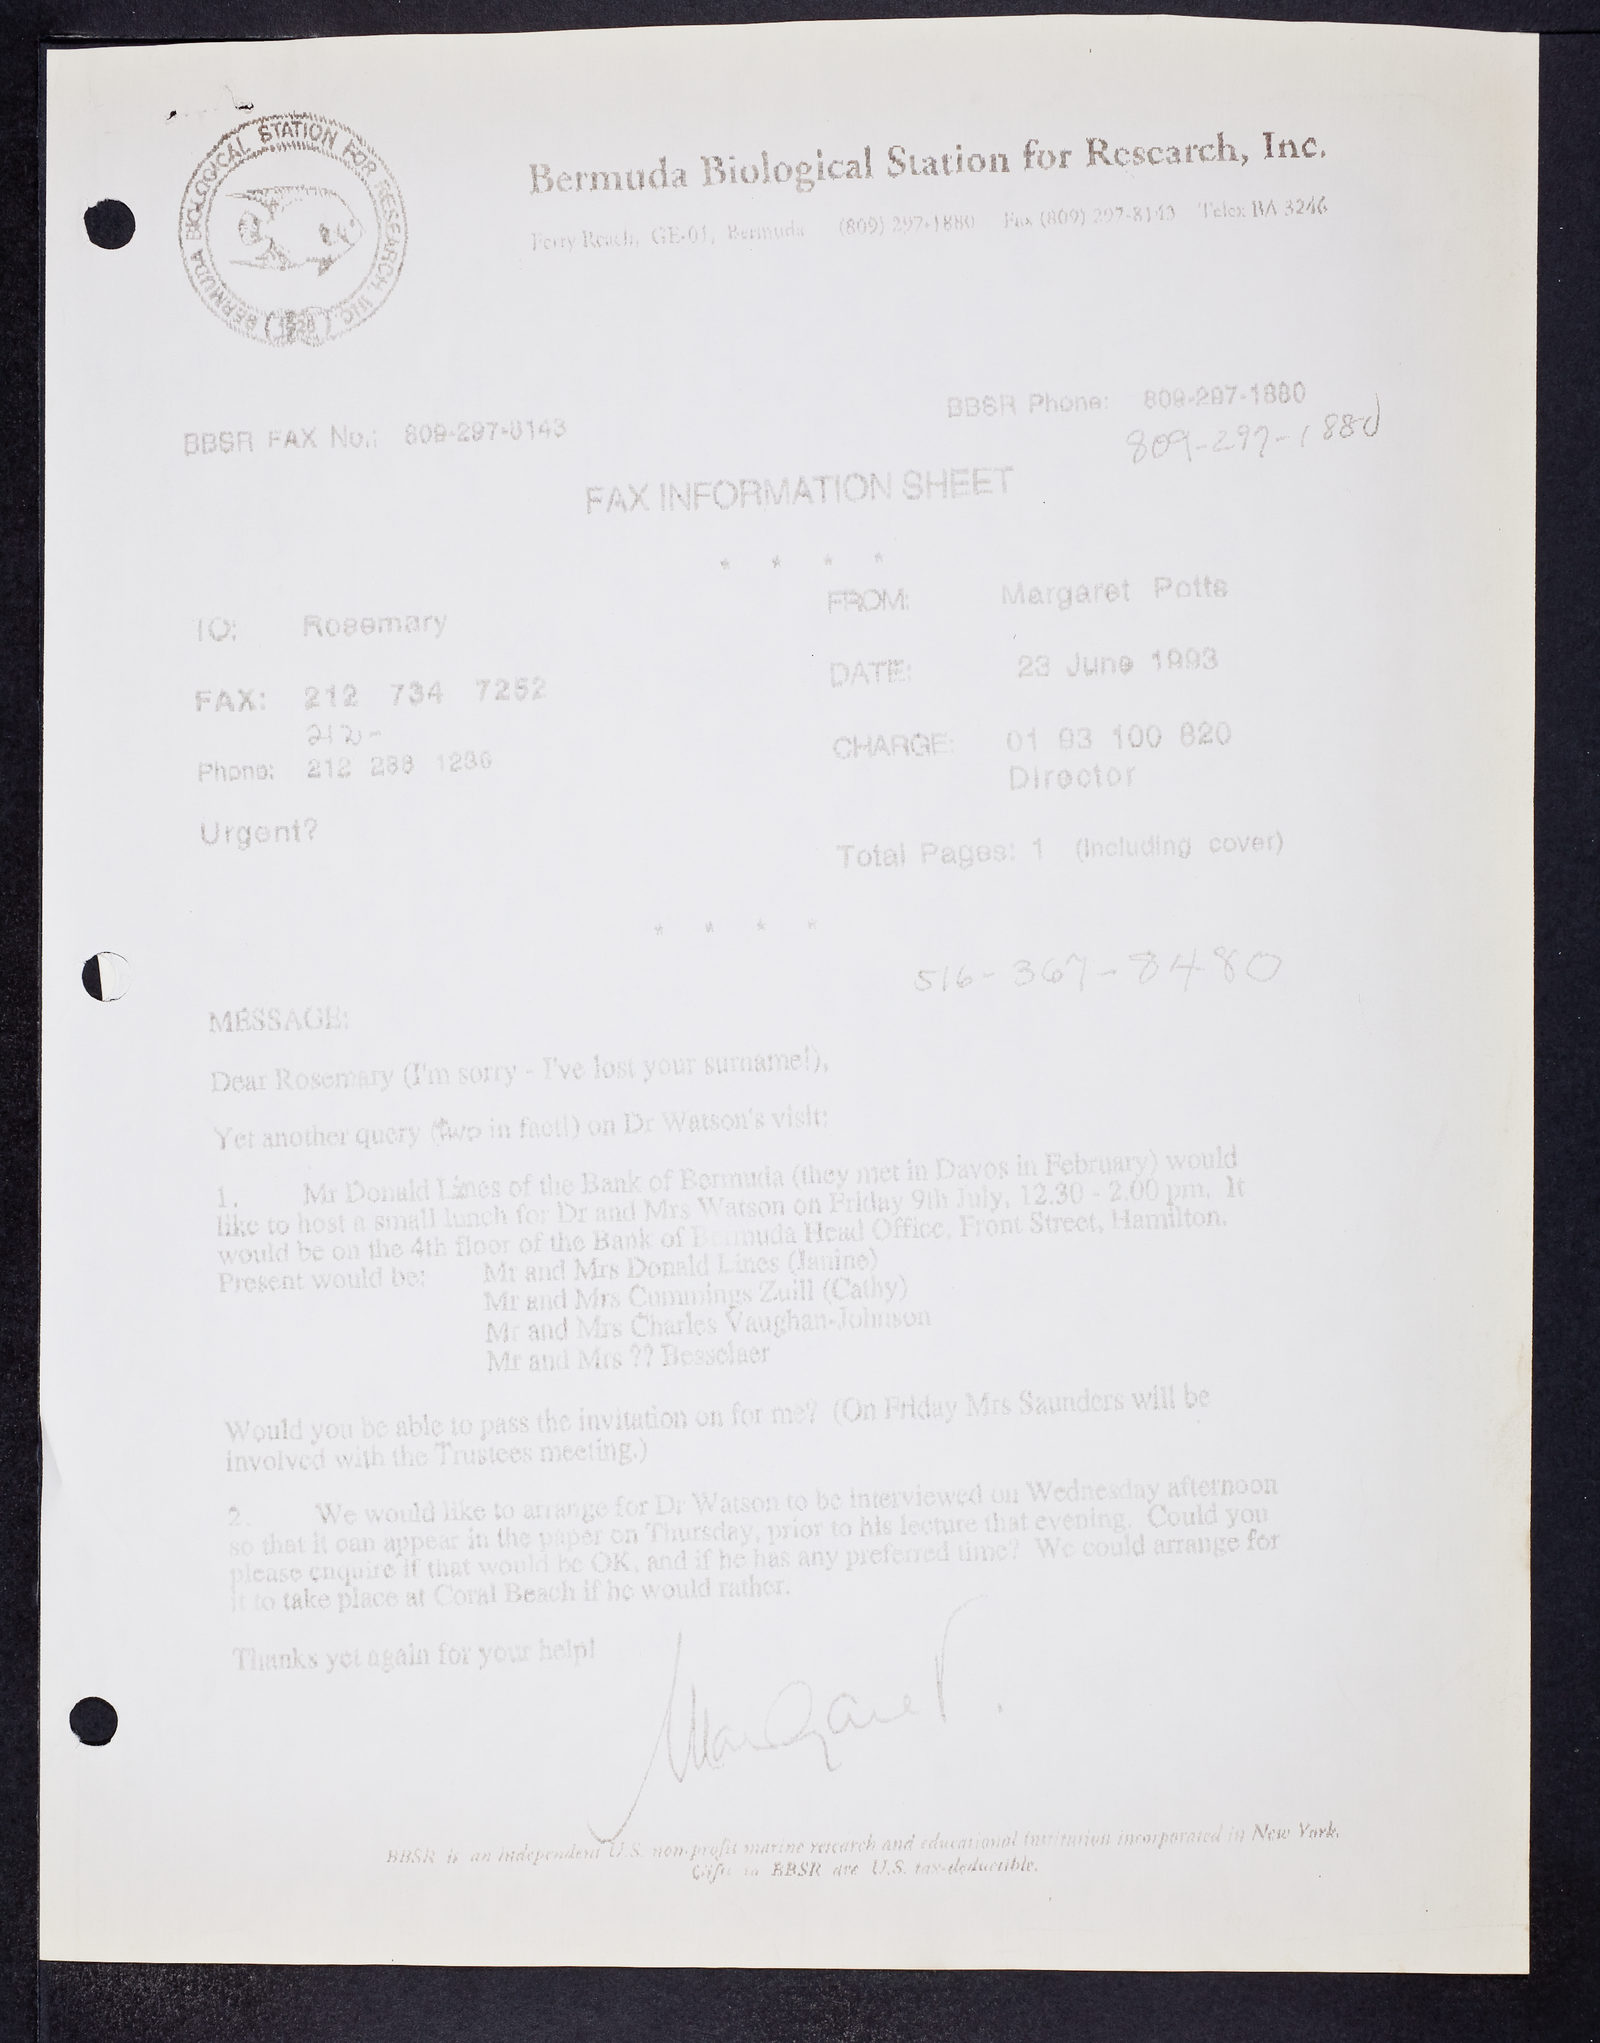 BERMUDA BIOLOGICAL STATION FOR RESEARCH, INC.
Bermuda Biological Station for Research, Inc.
Ferry Reach, GE-01, Bermuda (809) 297-1880 Fax (809) 297-8143 Telex BA 3246
BBSR Phone: 809-297-1880
BBSR FAX No.: 809-297-8143
809-297-1880
FAX INFORMATION SHEET
* * * *
TO: Rosemary
FROM: Margaret Potts
FAX: 212 734 7252
DATE: 23 June 1993
212-
Phone: 212 288 1286
CHARGE: 01 93 100 820
Director
Urgent?
Total Pages: 1 (including cover)
* * * *
516-367-8480
MESSAGE:
Dear Rosemary (I'm sorry - I've lost your surname!),
Yet another query (two in fact!) on Dr Watson's visit:
1. Mr Donald Lines of the Bank of Bermuda (they met in Davos in February) would
like to host a small lunch for Dr and Mrs Watson on Friday 9th July, 12.30 - 2.00 pm. It
would be on the 4th floor of the Bank of Bermuda Head Office, Front Street, Hamilton.
Present would be: Mr and Mrs Donald Lines (Janine)
Mr and Mrs Cummings Zuill (Cathy)
Mr and Mrs Charles Vaughan-Johnson
Mr and Mrs ?? Besselaer
Would you be able to pass the invitation on for me? (On Friday Mrs Saunders will be
involved with the Trustees meeting.)
2. We would like to arrange for Dr Watson to be interviewed on Wednesday afternoon
so that it can appear in the paper on Thursday, prior to his lecture that evening. Could you
please enquire if that would be OK, and if he has any preferred time? We could arrange for
it to take place at Coral Beach if he would rather.
Thanks yet again for your help!
Margaret.
BBSR is an independent U.S. non-profit marine research and educational institution incorporated in New York.
Gifts to BBSR are U.S. tax-deductible.